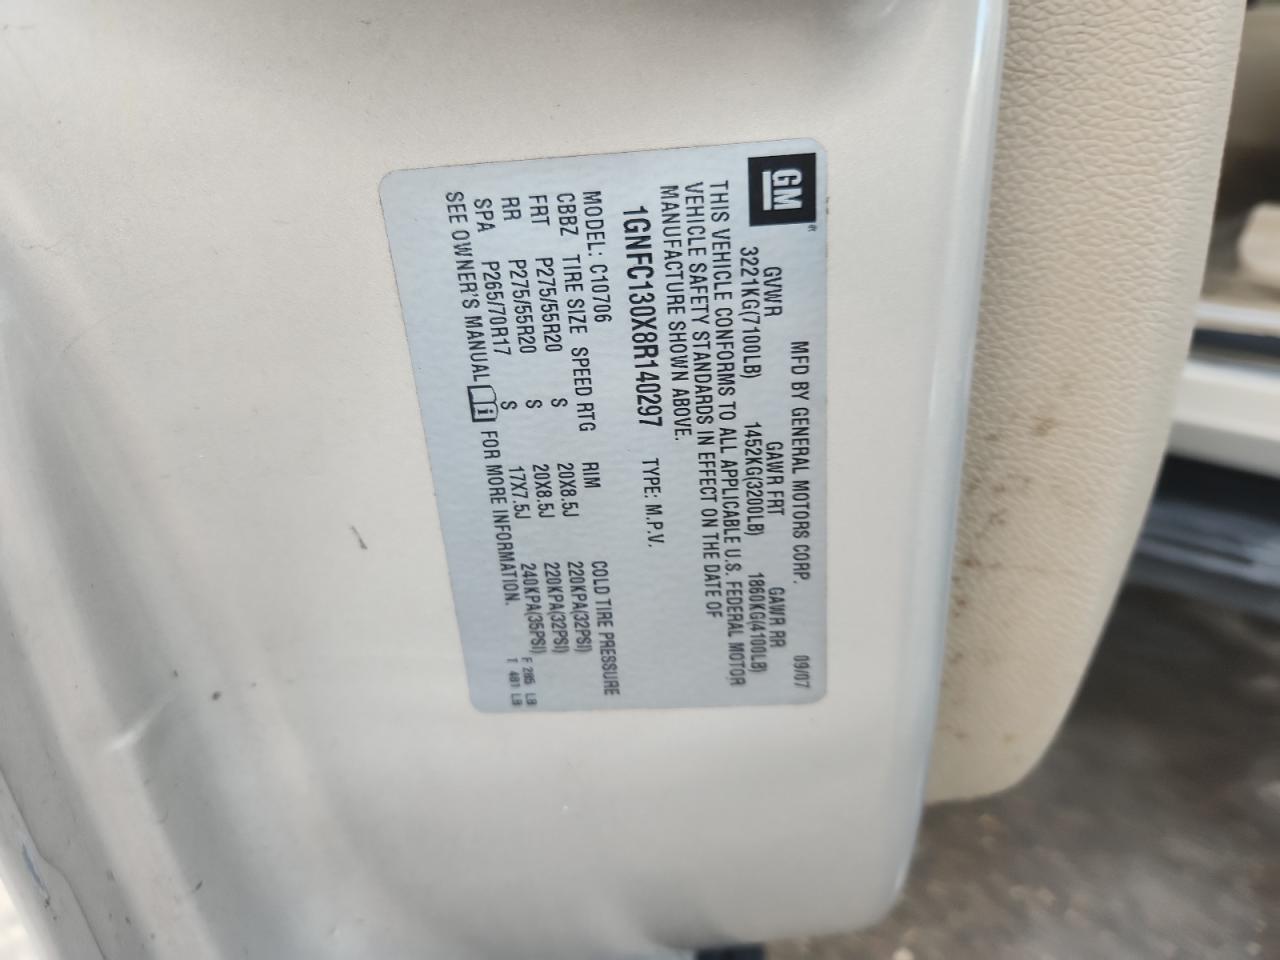 GM
MFD BY GENERAL MOTORS CORP. 09/07
GVWR GAWR FRT GAWR RR
3221KG(7100LB) 1452KG(3200LB) 1860KG(4100LB)
THIS VEHICLE CONFORMS TO ALL APPLICABLE U.S. FEDERAL MOTOR
VEHICLE SAFETY STANDARDS IN EFFECT ON THE DATE OF
MANUFACTURE SHOWN ABOVE.
1GNFC130X8R140297 TYPE: M.P.V.
MODEL: C10706
CBBZ TIRE SIZE SPEED RTG RIM COLD TIRE PRESSURE
FRT P275/55R20 S 20X8.5J 220KPA(32PSI)
RR P275/55R20 S 20X8.5J 220KPA(32PSI)
SPA P265/70R17 S 17X7.5J 240KPA(35PSI)
SEE OWNER'S MANUAL i FOR MORE INFORMATION.
F 285 LB
T 481 LB